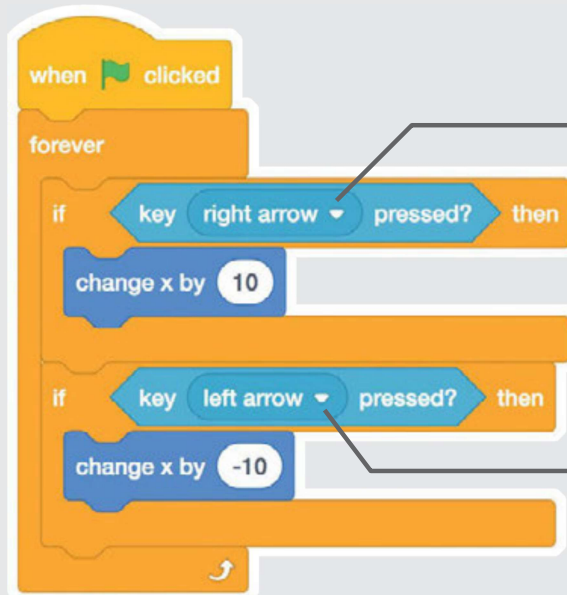 when clicked
forever
if key right arrow pressed? then
change x by 10
if key left arrow pressed? then
change x by -10